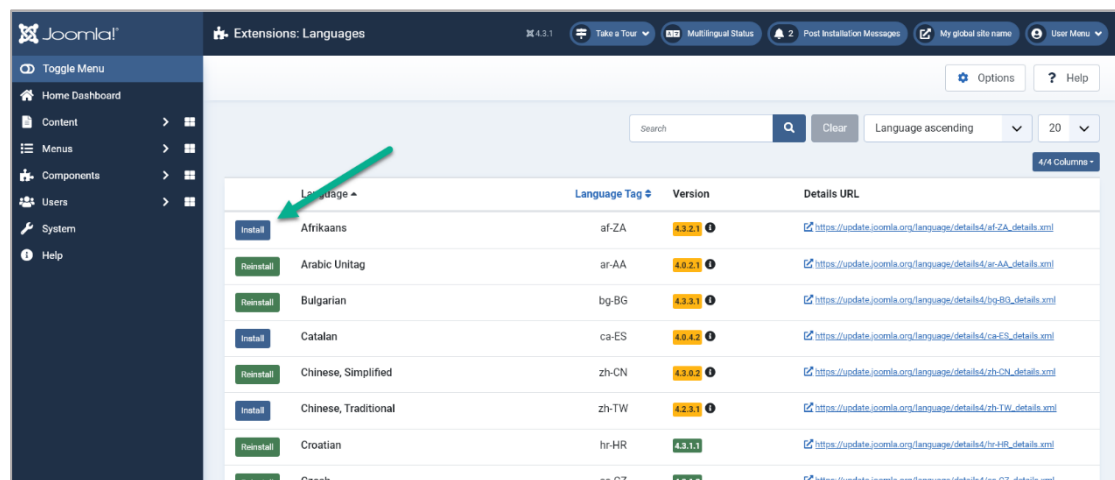 Joomla!®
Extensions: Languages
4.3.1
Take a Tour
Multilingual Status
2 Post Installation Messages
My global site name
User Menu
Toggle Menu
Options
? Help
Home Dashboard
Content
Menus
Components
Users
System
Help
Search
Clear
Language ascending
20
4/4 Columns
Language Language Tag Version Details URL
Install Afrikaans af-ZA 4.3.2.1 https://update.joomla.org/language/details4/af-ZA_details.xml
Reinstall Arabic Unitag ar-AA 4.0.2.1 https://update.joomla.org/language/details4/ar-AA_details.xml
Reinstall Bulgarian bg-BG 4.3.3.1 https://update.joomla.org/language/details4/bg-BG_details.xml
Install Catalan ca-ES 4.0.4.2 https://update.joomla.org/language/details4/ca-ES_details.xml
Reinstall Chinese, Simplified zh-CN 4.3.0.2 https://update.joomla.org/language/details4/zh-CN_details.xml
Install Chinese, Traditional zh-TW 4.2.3.1 https://update.joomla.org/language/details4/zh-TW_details.xml
Reinstall Croatian hr-HR 4.3.1.1 https://update.joomla.org/language/details4/hr-HR_details.xml